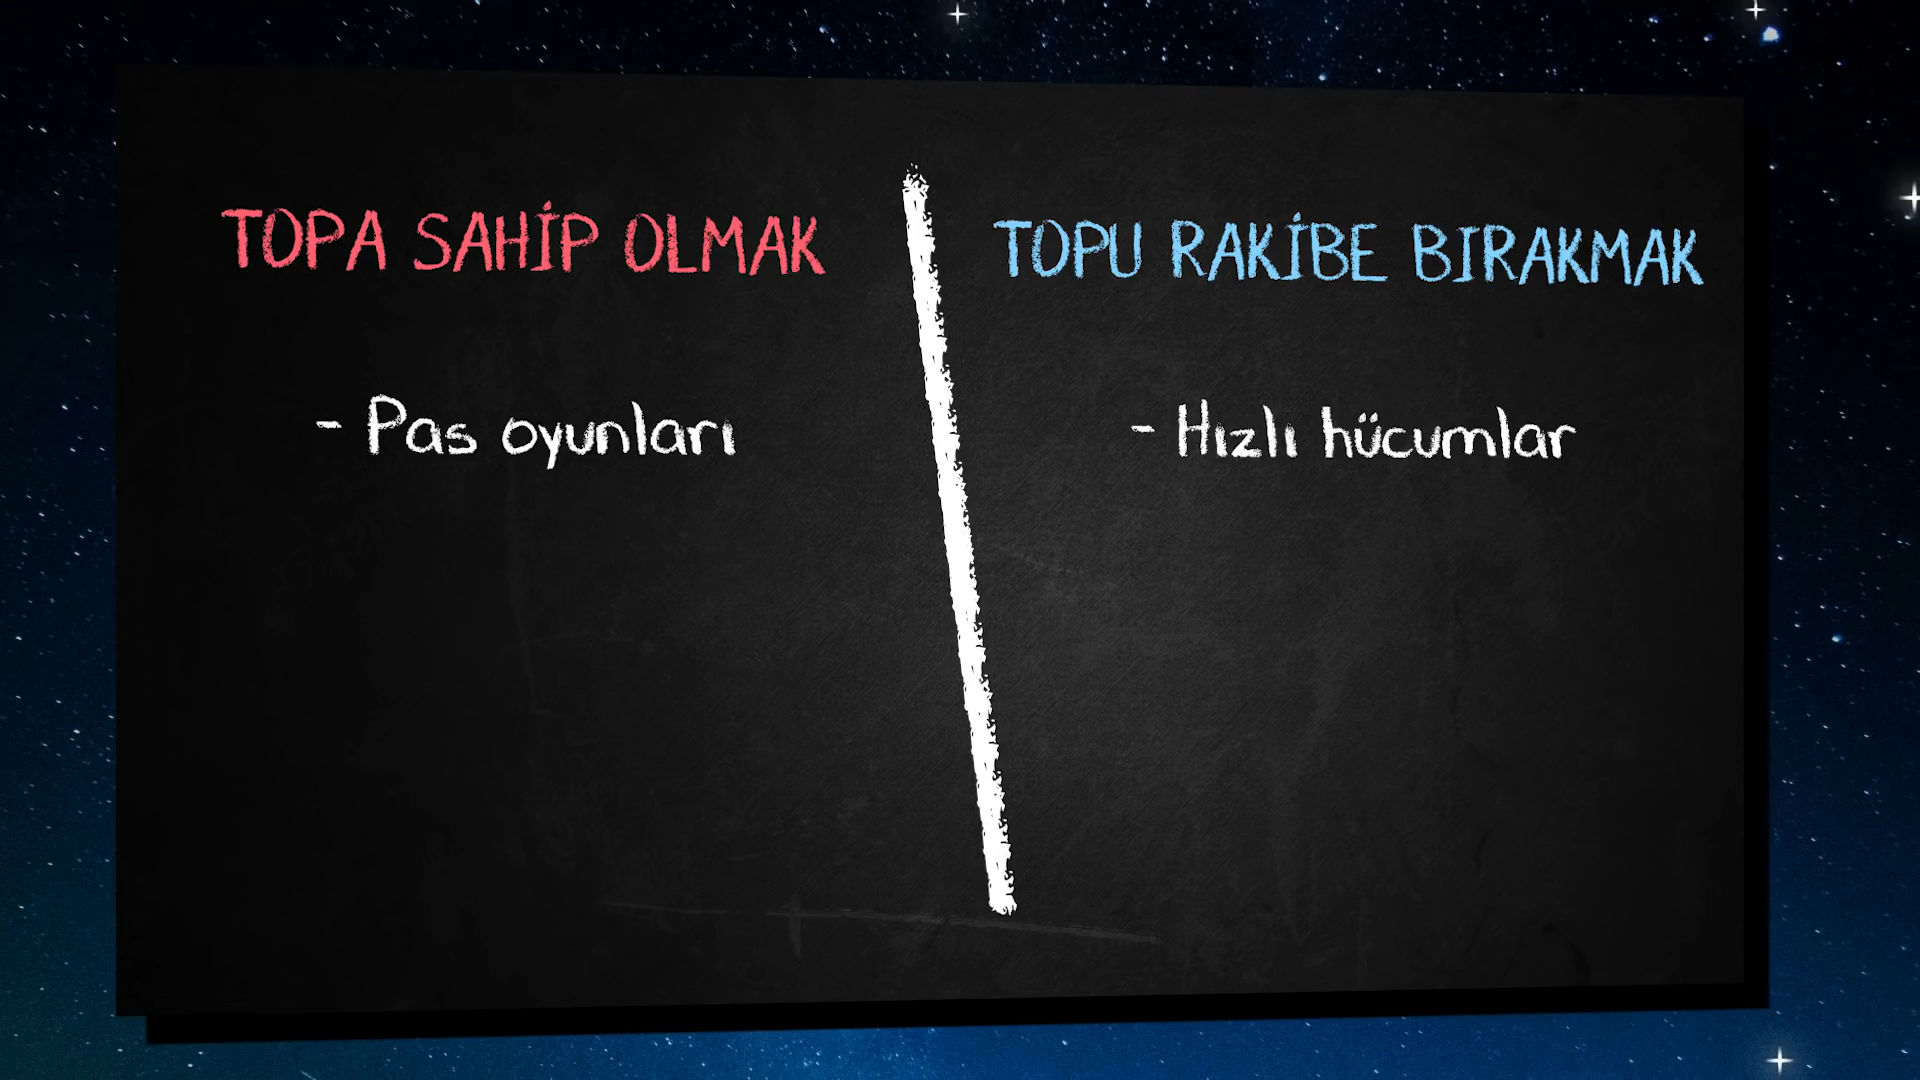 TOPA SAHİP OLMAK
- Pas oyunları
TOPU RAKİBE BIRAKMAK
- Hızlı hücumlar